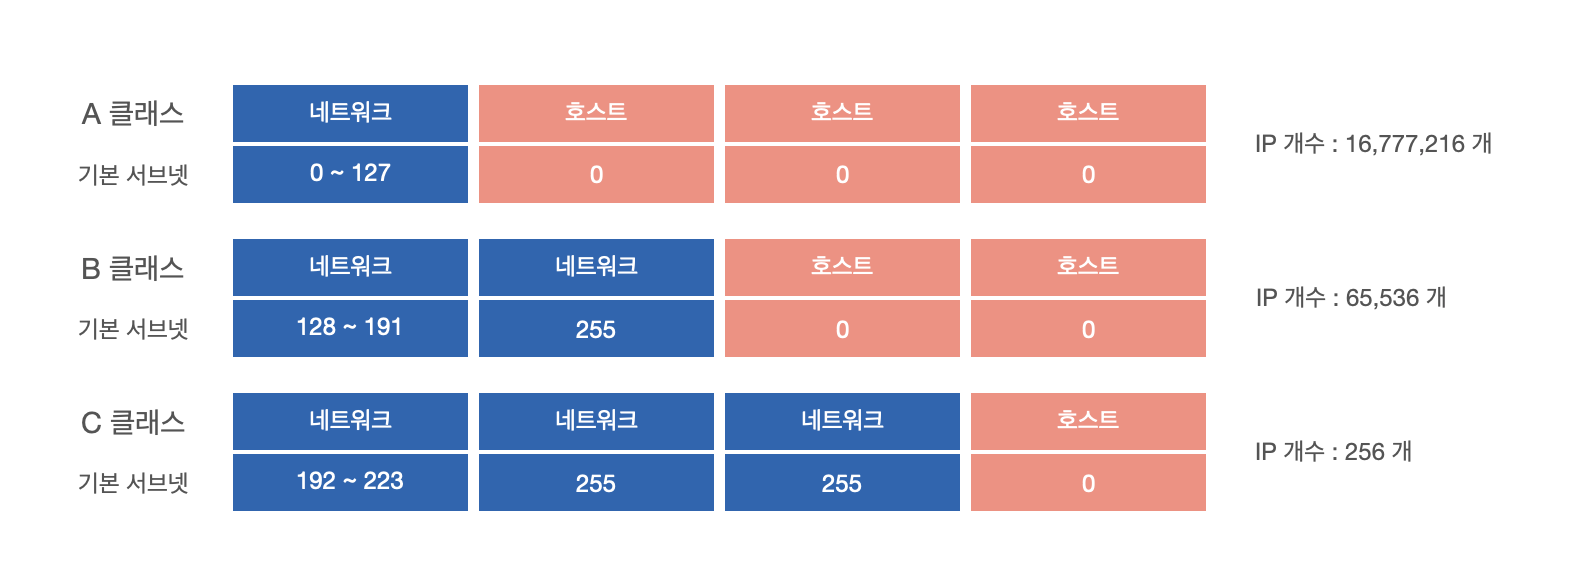 A 클래스 네트워크 호스트 호스트 호스트
기본 서브넷 0 ~ 127 0 0 0
IP 개수 : 16,777,216 개
B 클래스 네트워크 네트워크 호스트 호스트
기본 서브넷 128 ~ 191 255 0 0
IP 개수 : 65,536 개
C 클래스 네트워크 네트워크 네트워크 호스트
기본 서브넷 192 ~ 223 255 255 0
IP 개수 : 256 개